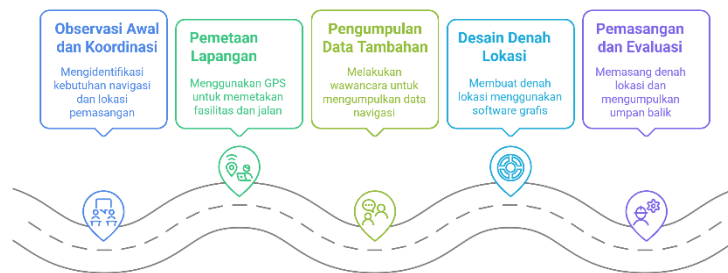 Observasi Awal
dan Koordinasi
Mengidentifikasi
kebutuhan navigasi
dan lokasi
pemasangan
Pemetaan
Lapangan
Menggunakan GPS
untuk memetakan
fasilitas dan jalan
Pengumpulan
Data Tambahan
Melakukan
wawancara untuk
mengumpulkan data
navigasi
Desain Denah
Lokasi
Membuat denah
lokasi menggunakan
software grafis
Pemasangan
dan Evaluasi
Memasang denah
lokasi dan
mengumpulkan
umpan balik